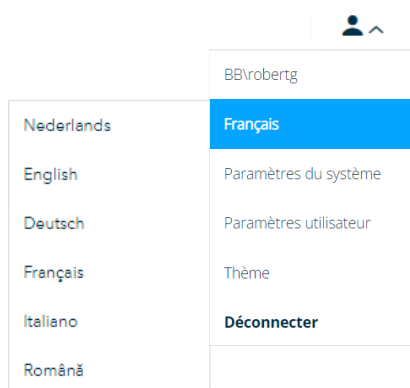 BB\robertg
Français
Paramètres du système
Paramètres utilisateur
Thème
Déconnecter
Nederlands
English
Deutsch
Français
Italiano
Română